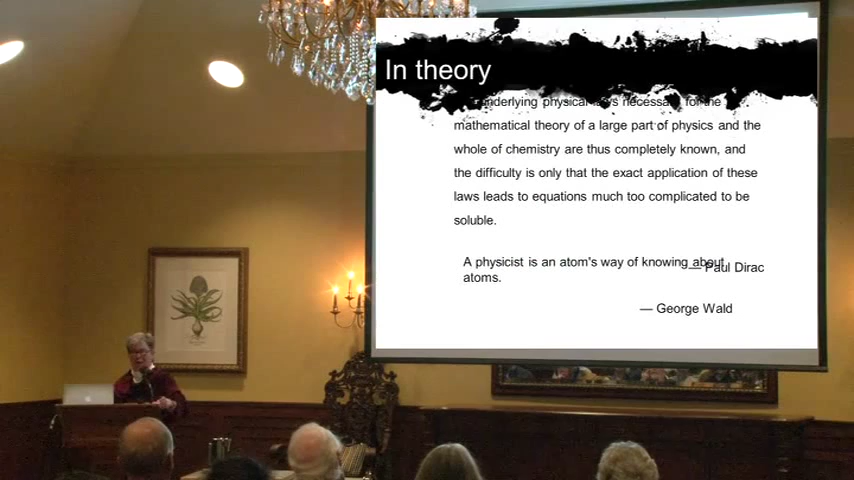 In theory
underlying physical laws necessary for the
mathematical theory of a large part of physics and the
whole of chemistry are thus completely known, and
the difficulty is only that the exact application of these
laws leads to equations much too complicated to be
soluble.
A physicist is an atom's way of knowing about
atoms.
— Paul Dirac
— George Wald